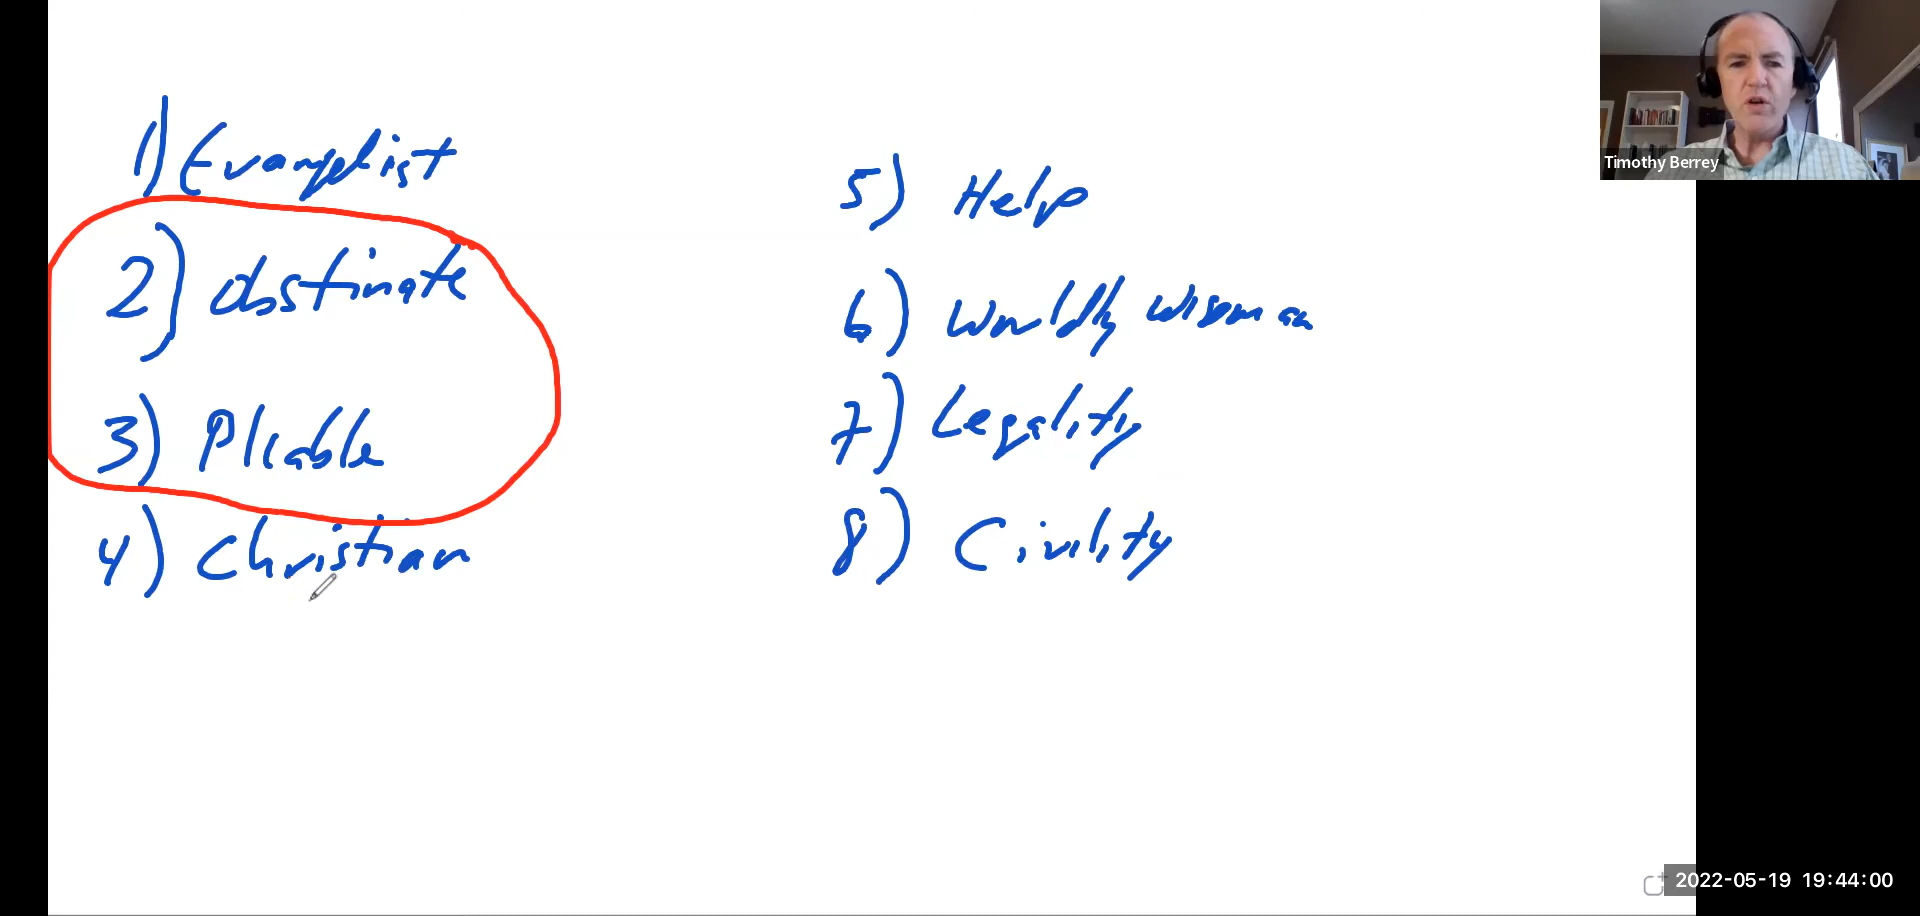 1) Evangelist
2) Obstinate
3) Pliable
4) Christian
5) Help
6) Worldly Wiseman
7) Legality
8) Civility
Timothy Berrey
2022-05-19 19:44:00